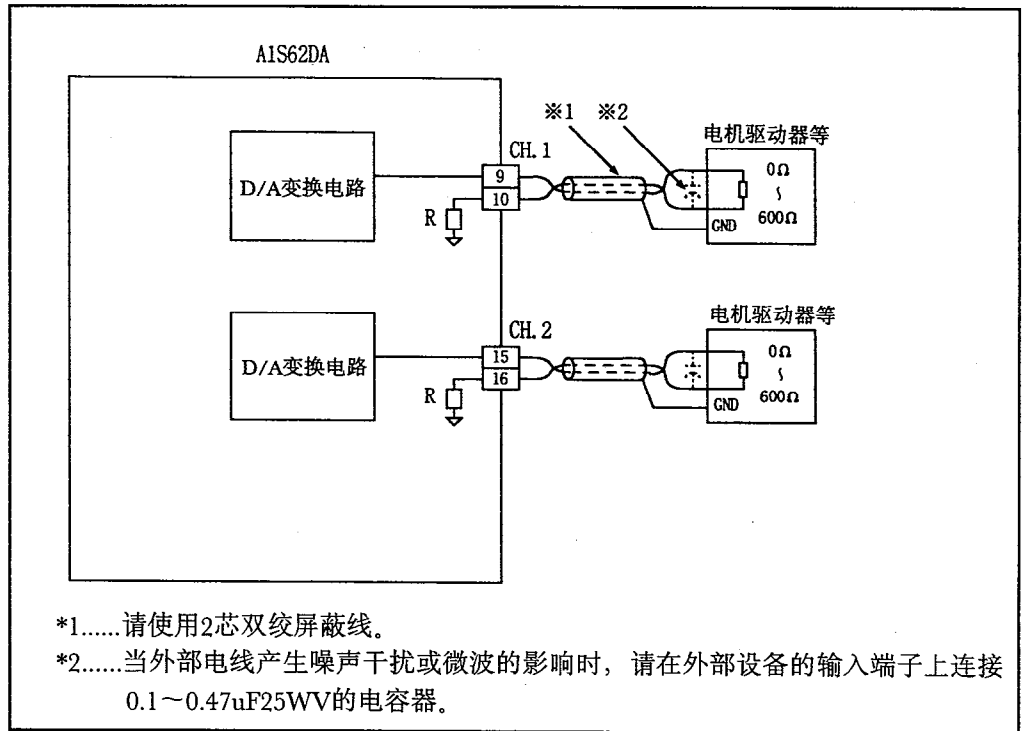 A1S62DA
※1 ※2
电机驱动器等
D/A变换电路
CH.1
9
10
R
0Ω
~
600Ω
GND
电机驱动器等
D/A变换电路
CH.2
15
16
R
0Ω
~
600Ω
GND
*1......请使用2芯双绞屏蔽线。
*2......当外部电线产生噪声干扰或微波的影响时，请在外部设备的输入端子上连接
0.1～0.47uF25WV的电容器。